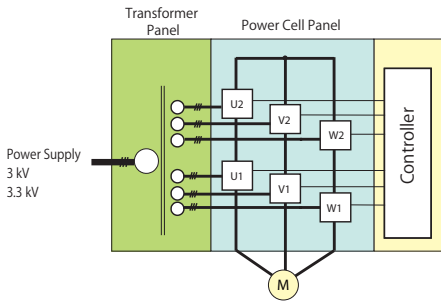 Transformer
Panel
Power Cell Panel
Power Supply
3 kV
3.3 kV
U2
V2
W2
U1
V1
W1
Controller
M